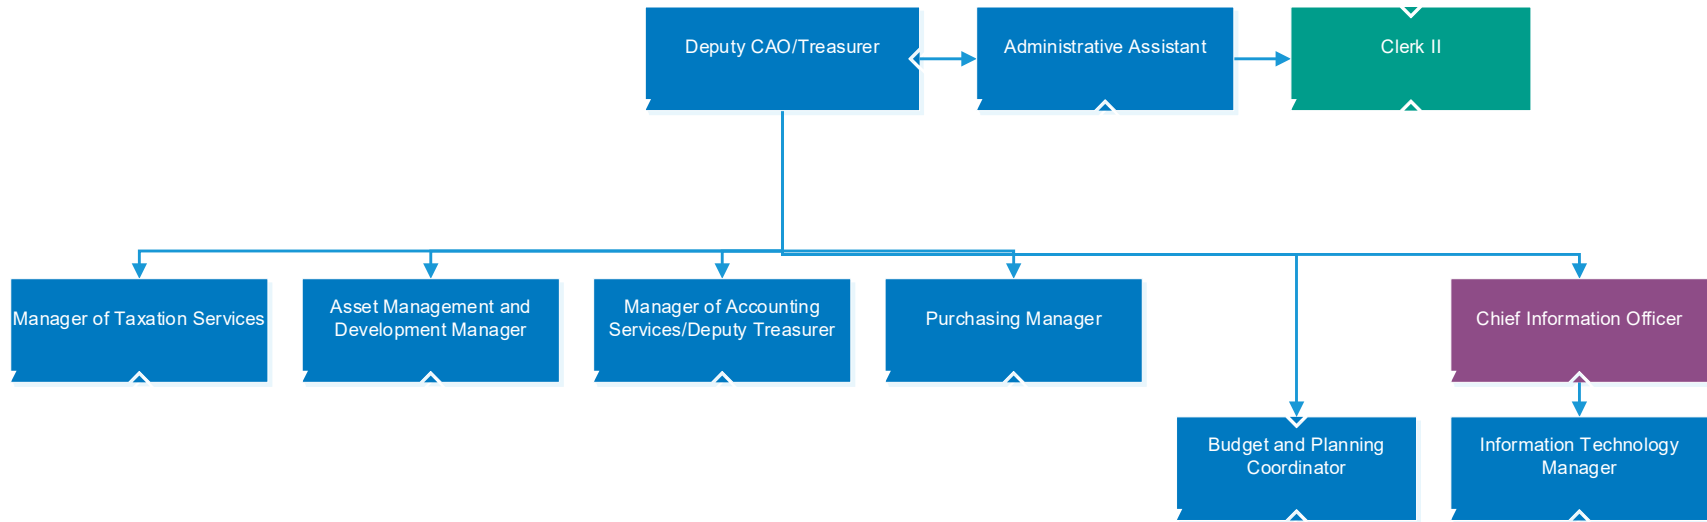 Deputy CAO/Treasurer
Administrative Assistant
Clerk II
Manager of Taxation Services
Asset Management and
Development Manager
Manager of Accounting
Services/Deputy Treasurer
Purchasing Manager
Chief Information Officer
Budget and Planning
Coordinator
Information Technology
Manager